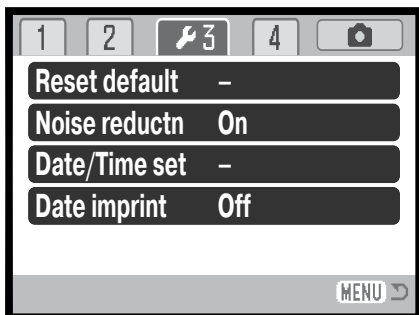 1 2 3 4
Reset default –
Noise reductn On
Date/Time set –
Date imprint Off
MENU